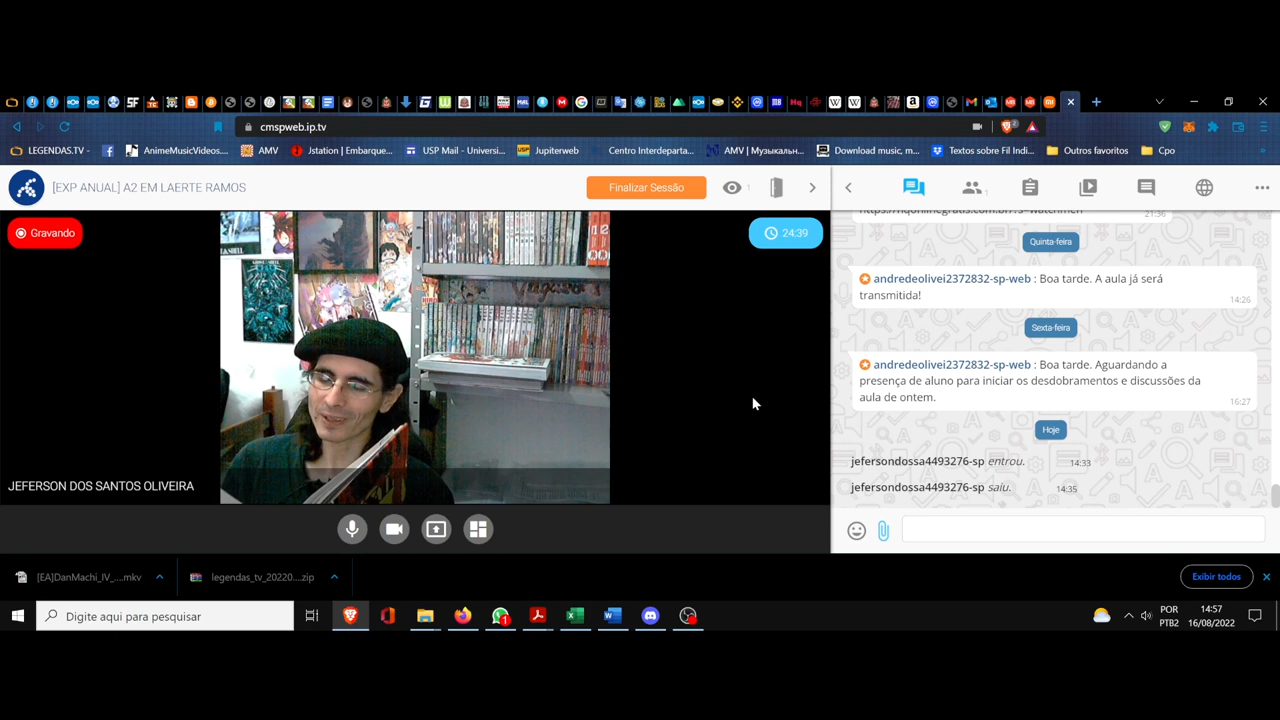 cmspweb.ip.tv
LEGENDAS.TV -
AnimeMusicVideos...
AMV
Jstation | Embarque...
USP Mail - Universi...
Jupiterweb
Centro Interdeparta...
AMV | Музыкальн...
Download music, m...
Textos sobre Fil Indi...
Outros favoritos
Cpo
[EXP ANUAL] A2 EM LAERTE RAMOS
Finalizar Sessão
1
1
Gravando
24:39
JEFERSON DOS SANTOS OLIVEIRA
21:36
Quinta-feira
andredeolivei2372832-sp-web : Boa tarde. A aula já será
transmitida!
14:26
Sexta-feira
andredeolivei2372832-sp-web : Boa tarde. Aguardando a
presença de aluno para iniciar os desdobramentos e discussões da
aula de ontem.
16:27
Hoje
jefersondossa4493276-sp entrou.
14:33
jefersondossa4493276-sp saiu.
14:35
[EA]DanMachi_IV_....mkv
legendas_tv_20220....zip
Exibir todos
Digite aqui para pesquisar
POR
PTB2
14:57
16/08/2022